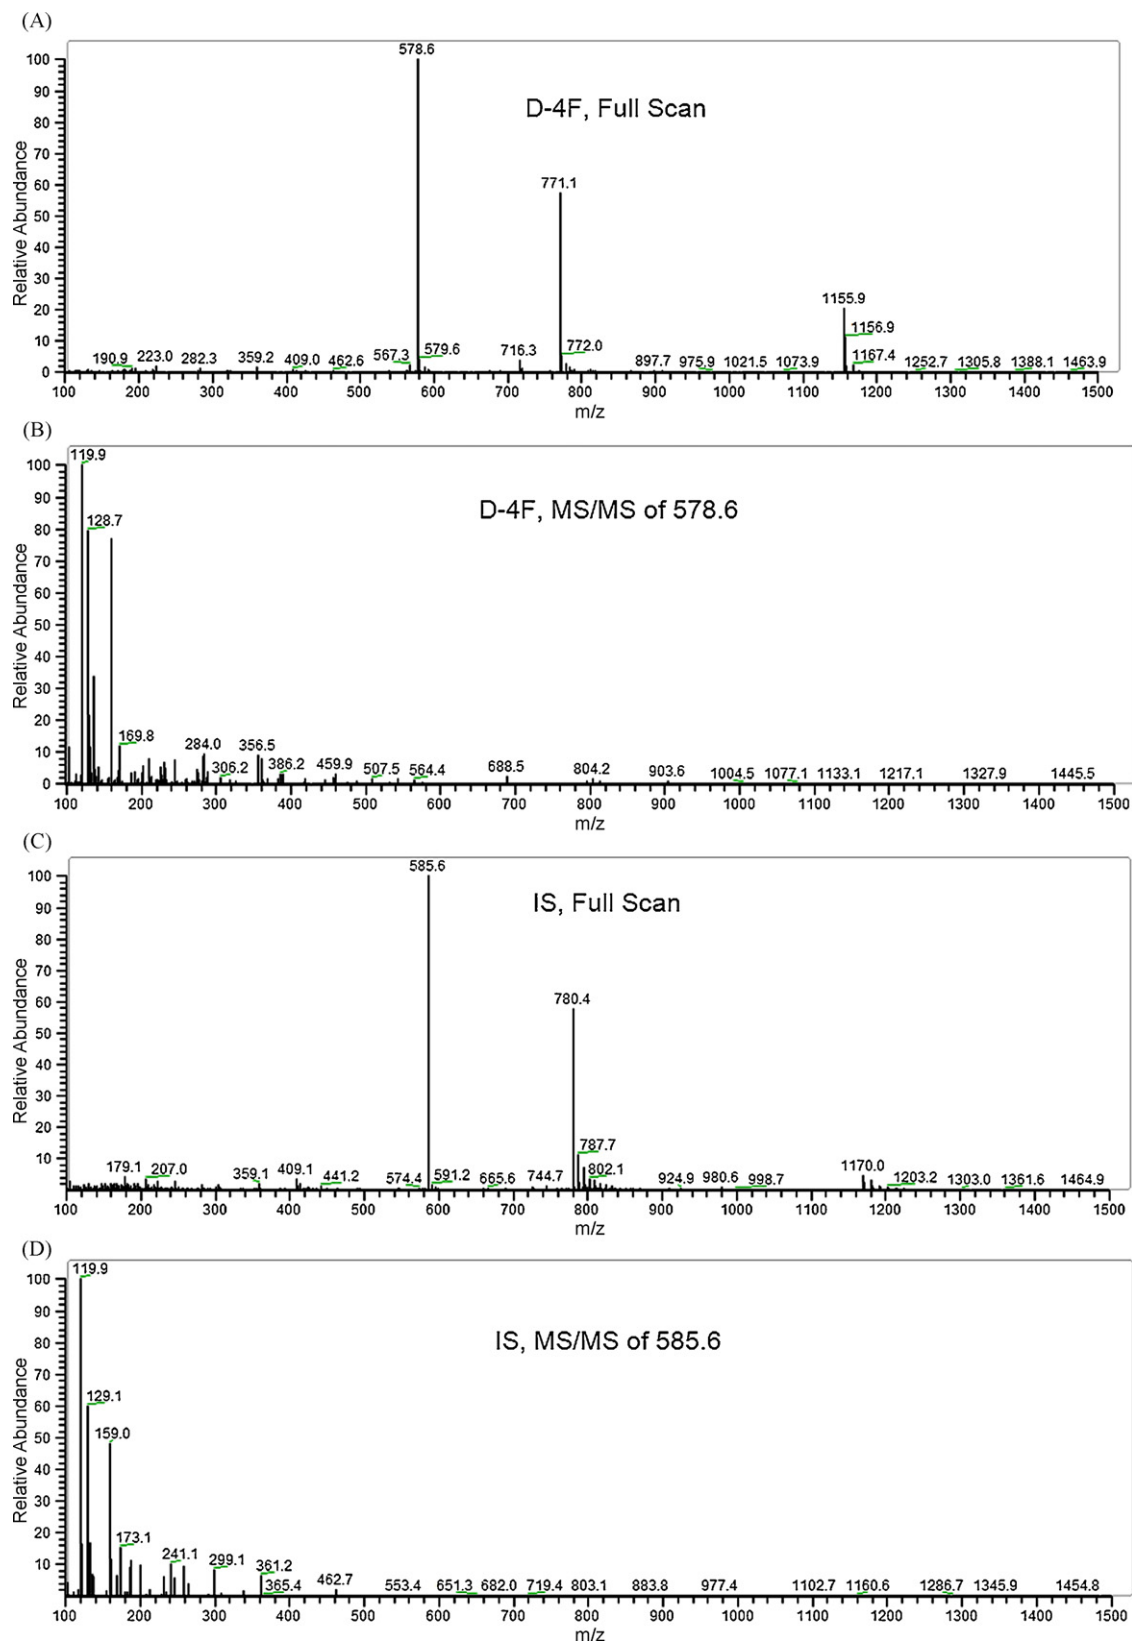 (A)
578.6
100
D-4F, Full Scan
90
80
70
60
771.1
50
40
30
1155.9
20
1156.9
10
190.9 223.0 282.3 359.2 409.0 462.6 567.3 579.6 716.3 772.0 897.7 975.9 1021.5 1073.9 1167.4 1252.7 1305.8 1388.1 1463.9
0
100 200 300 400 500 600 700 800 900 1000 1100 1200 1300 1400 1500
m/z
Relative Abundance
(B)
119.9
100
D-4F, MS/MS of 578.6
90
128.7
80
70
60
50
40
30
20
169.8
10
284.0 306.2 356.5 386.2 459.9 507.5 564.4 688.5 804.2 903.6 1004.5 1077.1 1133.1 1217.1 1327.9 1445.5
0
100 200 300 400 500 600 700 800 900 1000 1100 1200 1300 1400 1500
m/z
Relative Abundance
(C)
585.6
100
IS, Full Scan
90
80
70
60
780.4
50
40
30
20
787.7
10
179.1 207.0 359.1 409.1 441.2 574.4 591.2 665.6 744.7 802.1 924.9 980.6 998.7 1170.0 1203.2 1303.0 1361.6 1464.9
100 200 300 400 500 600 700 800 900 1000 1100 1200 1300 1400 1500
m/z
Relative Abundance
(D)
119.9
100
IS, MS/MS of 585.6
90
80
70
129.1
60
159.0
50
40
30
20
173.1
10
241.1 299.1 361.2 365.4 462.7 553.4 651.3 682.0 719.4 803.1 883.8 977.4 1102.7 1160.6 1286.7 1345.9 1454.8
100 200 300 400 500 600 700 800 900 1000 1100 1200 1300 1400 1500
m/z
Relative Abundance